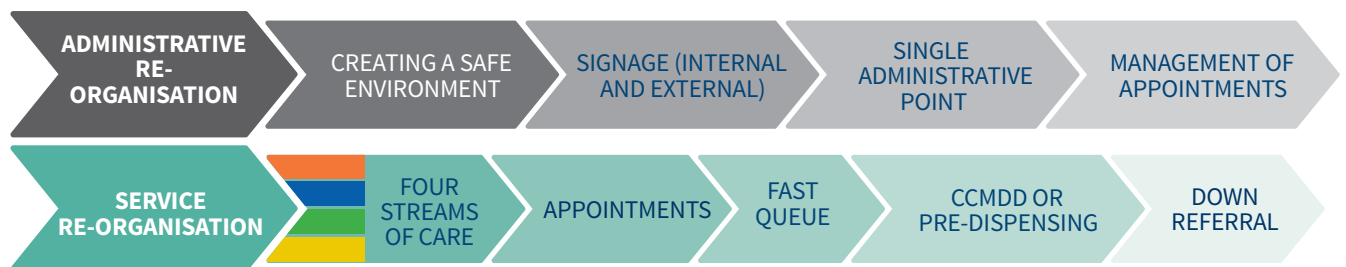 ADMINISTRATIVE
RE-
ORGANISATION
CREATING A SAFE
ENVIRONMENT
SIGNAGE (INTERNAL
AND EXTERNAL)
SINGLE
ADMINISTRATIVE
POINT
MANAGEMENT OF
APPOINTMENTS
SERVICE
RE-ORGANISATION
FOUR
STREAMS
OF CARE
APPOINTMENTS
FAST
QUEUE
CCMDD OR
PRE-DISPENSING
DOWN
REFERRAL